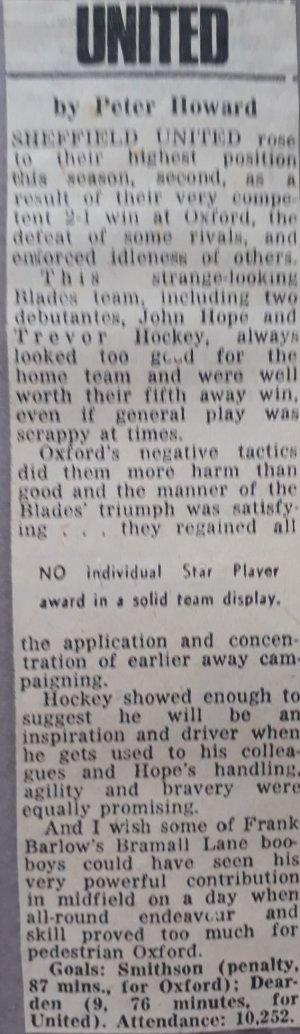 UNITED
by Peter Howard
SHEFFIELD UNITED rose
to their highest position
this season, second, as a
result of their very compe-
tent 2-1 win at Oxford, the
defeat of some rivals, and
enforced idleness of others.
This strange-looking
Blades team, including two
debutantes, John Hope and
Trevor Hockey, always
looked too good for the
home team and were well
worth their fifth away win,
even if general play was
scrappy at times.
Oxford's negative tactics
did them more harm than
good and the manner of the
Blades' triumph was satisfy-
ing . . . they regained all
NO individual Star Player
award in a solid team display.
the application and concen-
tration of earlier away cam-
paigning.
Hockey showed enough to
suggest he will be an
inspiration and driver when
he gets used to his collea-
gues and Hope's handling,
agility and bravery were
equally promising.
And I wish some of Frank
Barlow's Bramall Lane boo-
boys could have seen his
very powerful contribution
in midfield on a day when
all-round endeavour and
skill proved too much for
pedestrian Oxford.
Goals: Smithson (penalty,
87 mins., for Oxford); Dear-
den (9, 76 minutes, for
United). Attendance: 10,252.